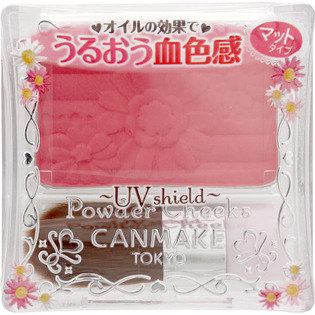 オイルの効果で
うるおう血色感
マット
タイプ
~UV shield~
Powder Cheeks
CANMAKE
TOKYO